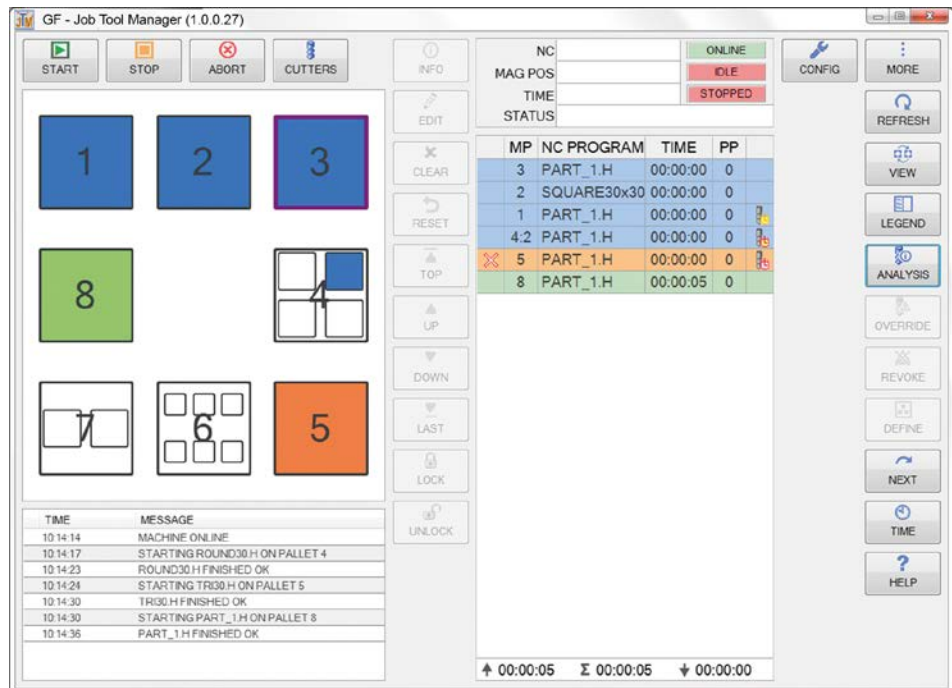 JTM GF - Job Tool Manager (1.0.0.27)
START STOP ABORT CUTTERS
INFO
EDIT
CLEAR
RESET
TOP
UP
DOWN
LAST
LOCK
UNLOCK
1 2 3
8 4
7 6 5
TIME MESSAGE
10:14:14 MACHINE ONLINE
10:14:17 STARTING ROUND30.H ON PALLET 4
10:14:23 ROUND30.H FINISHED OK
10:14:24 STARTING TRI30.H ON PALLET 5
10:14:30 TRI30.H FINISHED OK
10:14:30 STARTING PART_1.H ON PALLET 8
10:14:36 PART_1.H FINISHED OK
NC ONLINE
MAG POS IDLE
TIME STOPPED
STATUS
MP NC PROGRAM TIME PP
3 PART_1.H 00:00:00 0
2 SQUARE30x30 00:00:00 0
1 PART_1.H 00:00:00 0
4:2 PART_1.H 00:00:00 0
5 PART_1.H 00:00:00 0
8 PART_1.H 00:00:05 0
00:00:05 Σ 00:00:05 00:00:00
CONFIG
MORE
REFRESH
VIEW
LEGEND
ANALYSIS
OVERRIDE
REVOKE
DEFINE
NEXT
TIME
HELP